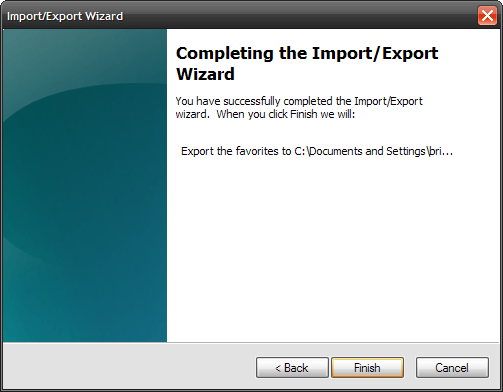 Import/Export Wizard
Completing the Import/Export
Wizard
You have successfully completed the Import/Export
wizard. When you click Finish we will:
Export the favorites to C:\Documents and Settings\bri...
< Back
Finish
Cancel